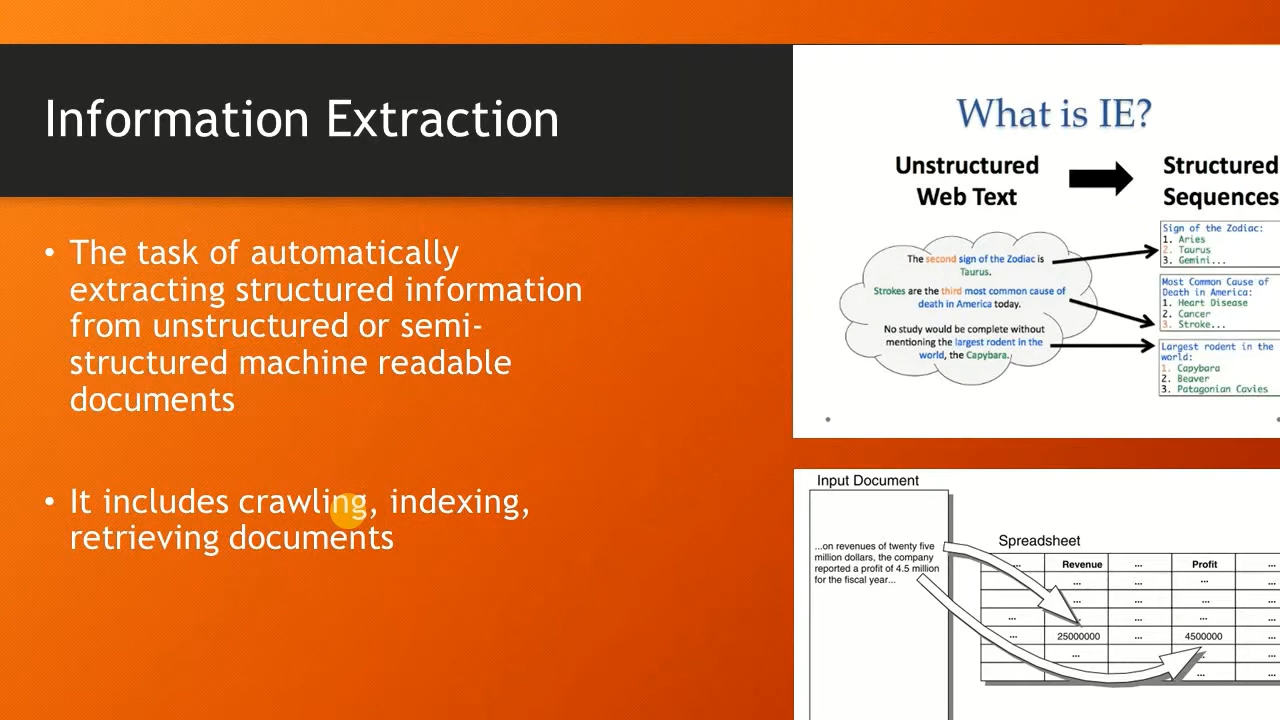 Information Extraction
• The task of automatically
extracting structured information
from unstructured or semi-
structured machine readable
documents
• It includes crawling, indexing,
retrieving documents
What is IE?
Unstructured
Web Text
Structured
Sequences
The second sign of the Zodiac is
Taurus.
Strokes are the third most common cause of
death in America today.
No study would be complete without
mentioning the largest rodent in the
world, the Capybara.
Sign of the Zodiac:
1. Aries
2. Taurus
3. Gemini...
Most Common Cause of
Death in America:
1. Heart Disease
2. Cancer
3. Stroke...
Largest rodent in the
world:
1. Capybara
2. Beaver
3. Patagonian Cavies
Input Document
...on revenues of twenty five
million dollars, the company
reported a profit of 4.5 million
for the fiscal year...
Spreadsheet
... Revenue ... Profit ...
... ... ...
... ... ...
... ... ... ...
... 25000000 ... 4500000 ...
... ... ...
... ...